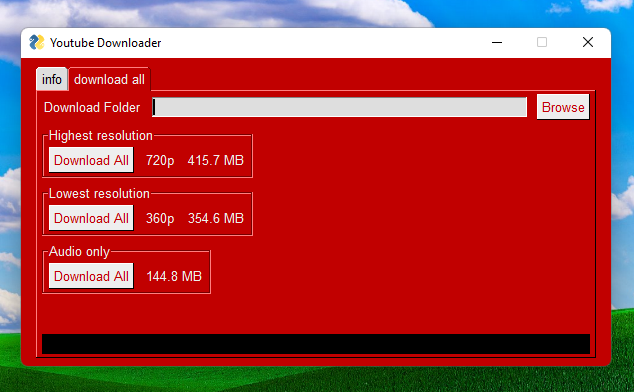 Youtube Downloader
info download all
Download Folder Browse
Highest resolution
Download All 720p 415.7 MB
Lowest resolution
Download All 360p 354.6 MB
Audio only
Download All 144.8 MB